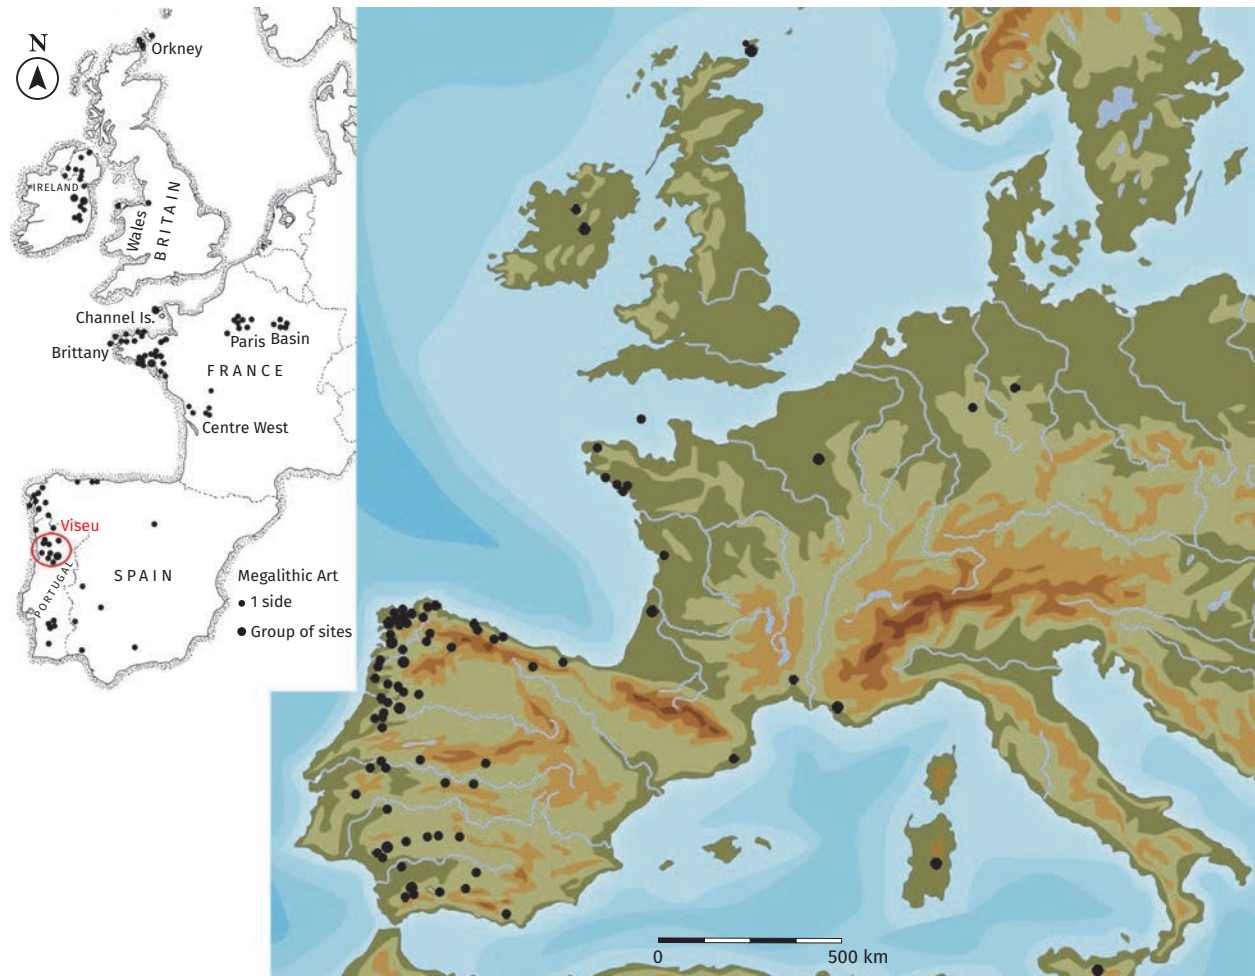 N
Orkney
IRELAND
Wales
BRITAIN
Channel Is.
Brittany
Paris Basin
FRANCE
Centre West
Viseu
PORTUGAL
SPAIN
Megalithic Art
1 side
Group of sites
0 500 km